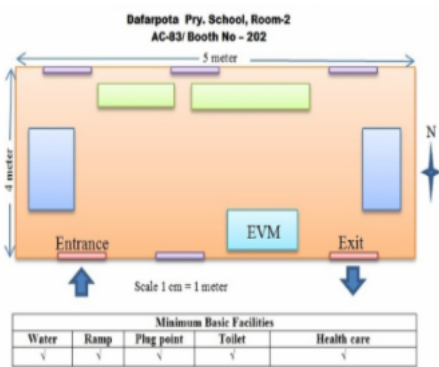 Dafarpota Pry. School, Room-2
AC-83/ Booth No - 202
5 meter
4 meter
N
EVM
Entrance
Exit
Scale 1 cm = 1 meter
Minimum Basic Facilities
Water Ramp Plug point Toilet Health care
√ √ √ √ √